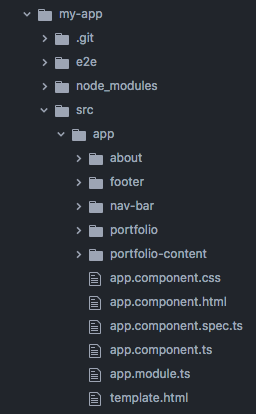 my-app
.git
e2e
node_modules
src
app
about
footer
nav-bar
portfolio
portfolio-content
app.component.css
app.component.html
app.component.spec.ts
app.component.ts
app.module.ts
template.html